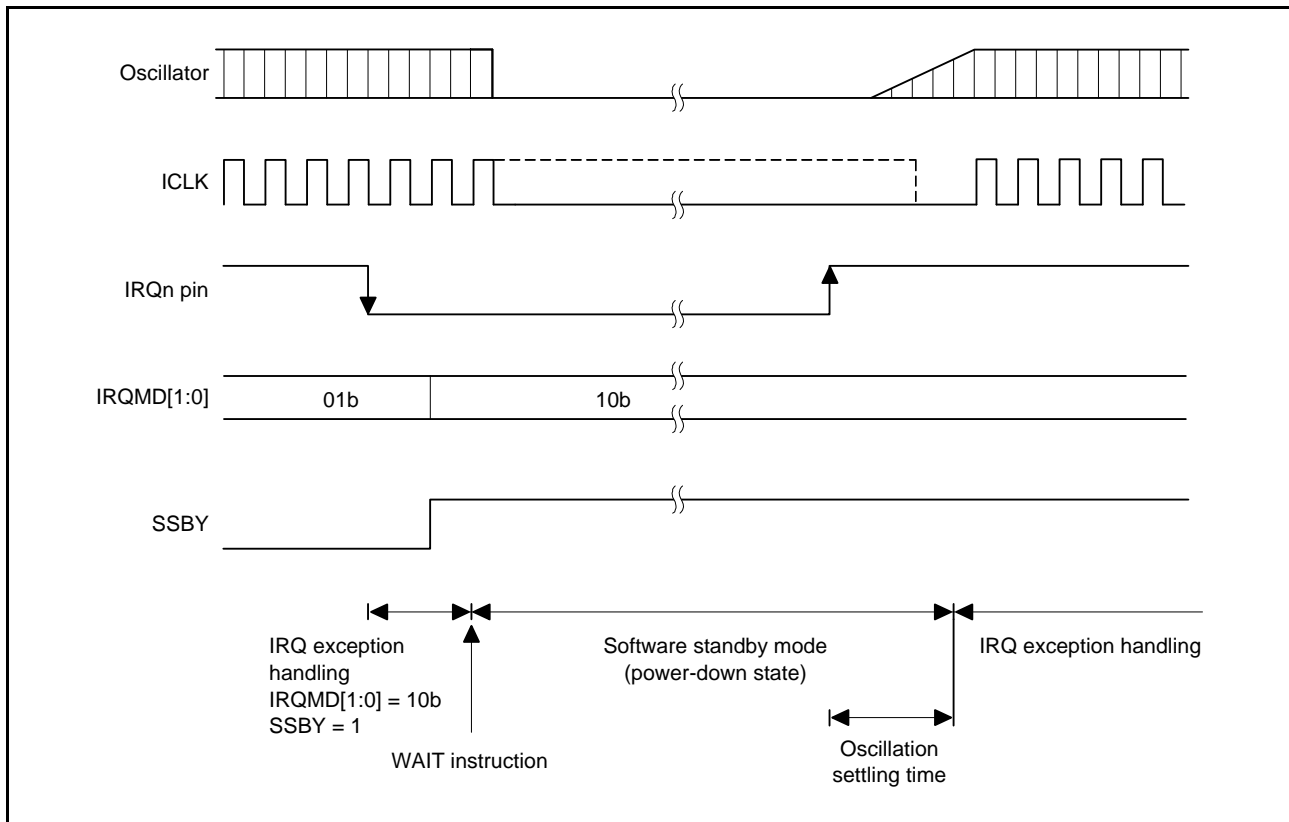 Oscillator
ICLK
IRQn pin
IRQMD[1:0]
01b
10b
SSBY
IRQ exception
handling
IRQMD[1:0] = 10b
SSBY = 1
WAIT instruction
Software standby mode
(power-down state)
Oscillation
settling time
IRQ exception handling